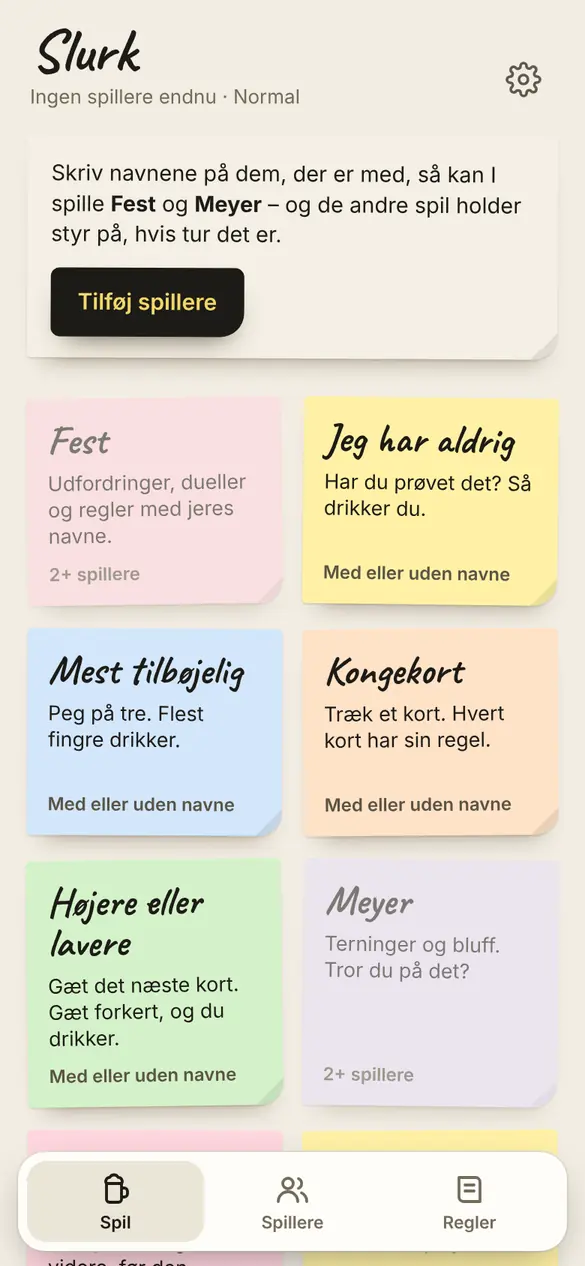 Slurk
Ingen spillere endnu · Normal
Skriv navnene på dem, der er med, så kan I
spille Fest og Meyer – og de andre spil holder
styr på, hvis tur det er.
Tilføj spillere
Fest
Udfordringer, dueller
og regler med jeres
navne.
2+ spillere
Jeg har aldrig
Har du prøvet det? Så
drikker du.
Med eller uden navne
Mest tilbøjelig
Peg på tre. Flest
fingre drikker.
Med eller uden navne
Kongekort
Træk et kort. Hvert
kort har sin regel.
Med eller uden navne
Højere eller
lavere
Gæt det næste kort.
Gæt forkert, og du
drikker.
Med eller uden navne
Meyer
Terninger og bluff.
Tror du på det?
2+ spillere
Spil
Spillere
Regler